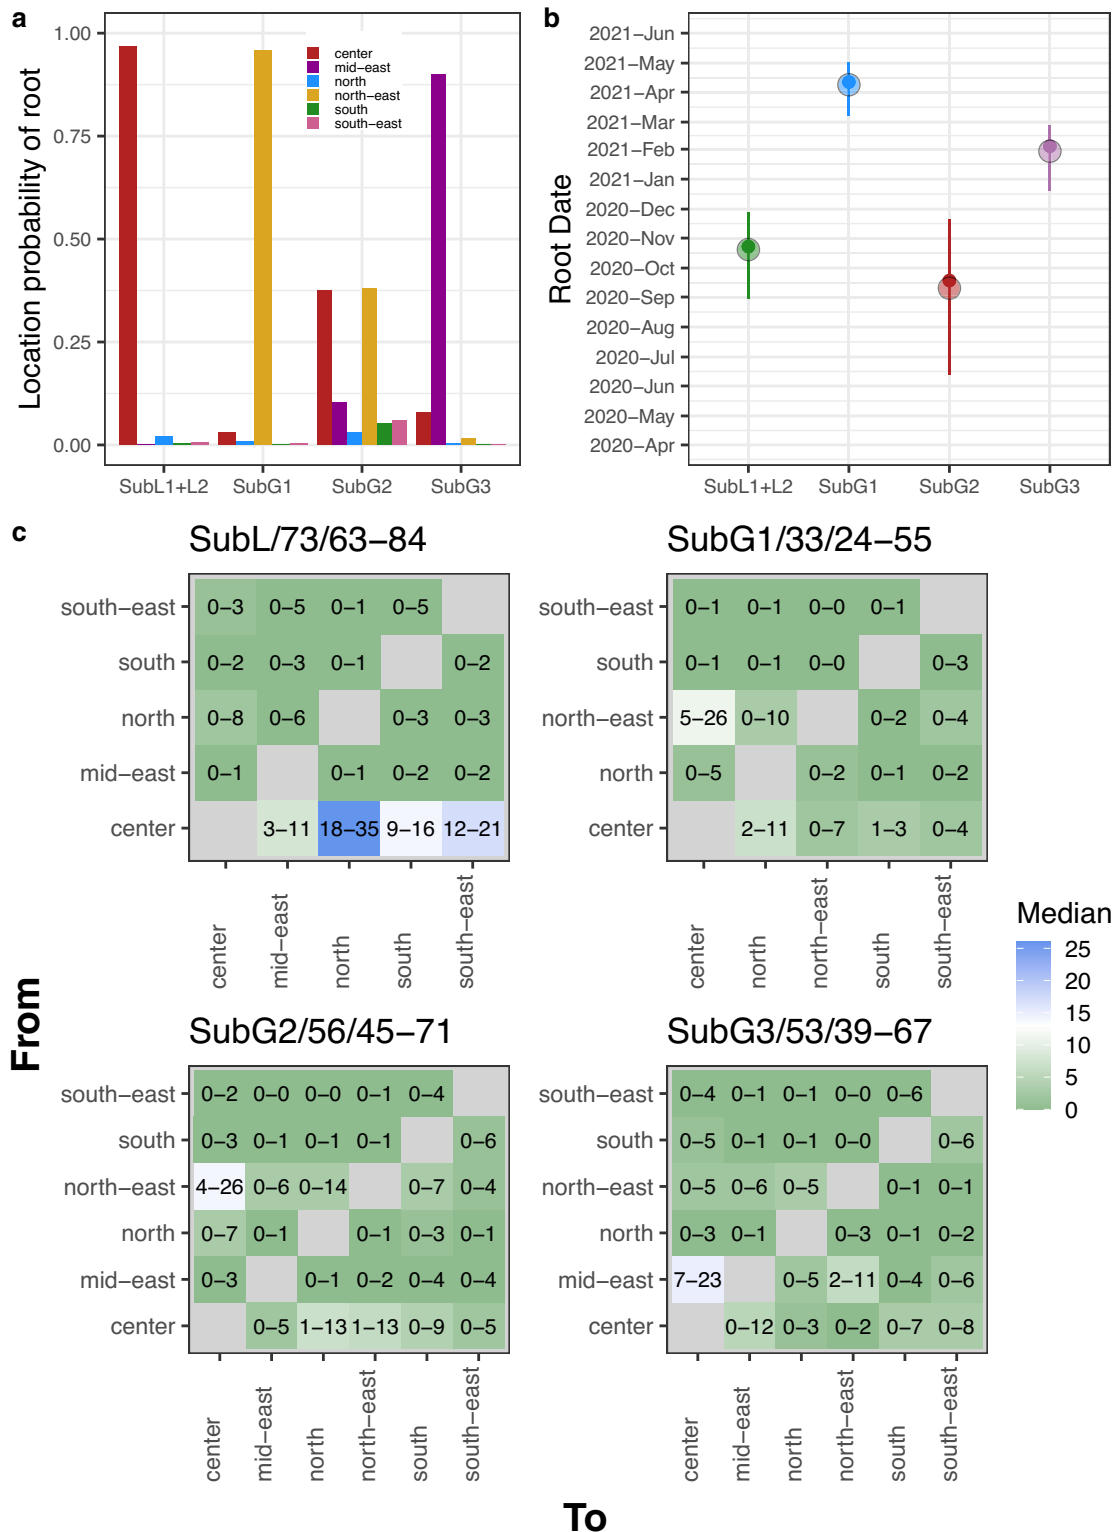 a
Location probability of root
1.00
0.75
0.50
0.25
0.00
center
mid−east
north
north−east
south
south−east
SubL1+L2 SubG1 SubG2 SubG3
b
Root Date
2021−Jun
2021−May
2021−Apr
2021−Mar
2021−Feb
2021−Jan
2020−Dec
2020−Nov
2020−Oct
2020−Sep
2020−Aug
2020−Jul
2020−Jun
2020−May
2020−Apr
SubL1+L2 SubG1 SubG2 SubG3
c
SubL/73/63−84
south−east 0−3 0−5 0−1 0−5
south 0−2 0−3 0−1 0−2
north 0−8 0−6 0−3 0−3
mid−east 0−1 0−1 0−2 0−2
center 3−11 18−35 9−16 12−21
center mid−east north south south−east
SubG1/33/24−55
south−east 0−1 0−1 0−0 0−1
south 0−1 0−1 0−0 0−3
north−east 5−26 0−10 0−2 0−4
north 0−5 0−2 0−1 0−2
center 2−11 0−7 1−3 0−4
center north north−east south south−east
From
SubG2/56/45−71
south−east 0−2 0−0 0−0 0−1 0−4
south 0−3 0−1 0−1 0−1 0−6
north−east 4−26 0−6 0−14 0−7 0−4
north 0−7 0−1 0−1 0−3 0−1
mid−east 0−3 0−1 0−2 0−4 0−4
center 0−5 1−13 1−13 0−9 0−5
center mid−east north north−east south south−east
SubG3/53/39−67
south−east 0−4 0−1 0−1 0−0 0−6
south 0−5 0−1 0−1 0−0 0−6
north−east 0−5 0−6 0−5 0−1 0−1
north 0−3 0−1 0−3 0−1 0−2
mid−east 7−23 0−5 2−11 0−4 0−6
center 0−12 0−3 0−2 0−7 0−8
center mid−east north north−east south south−east
To
Median
25
20
15
10
5
0